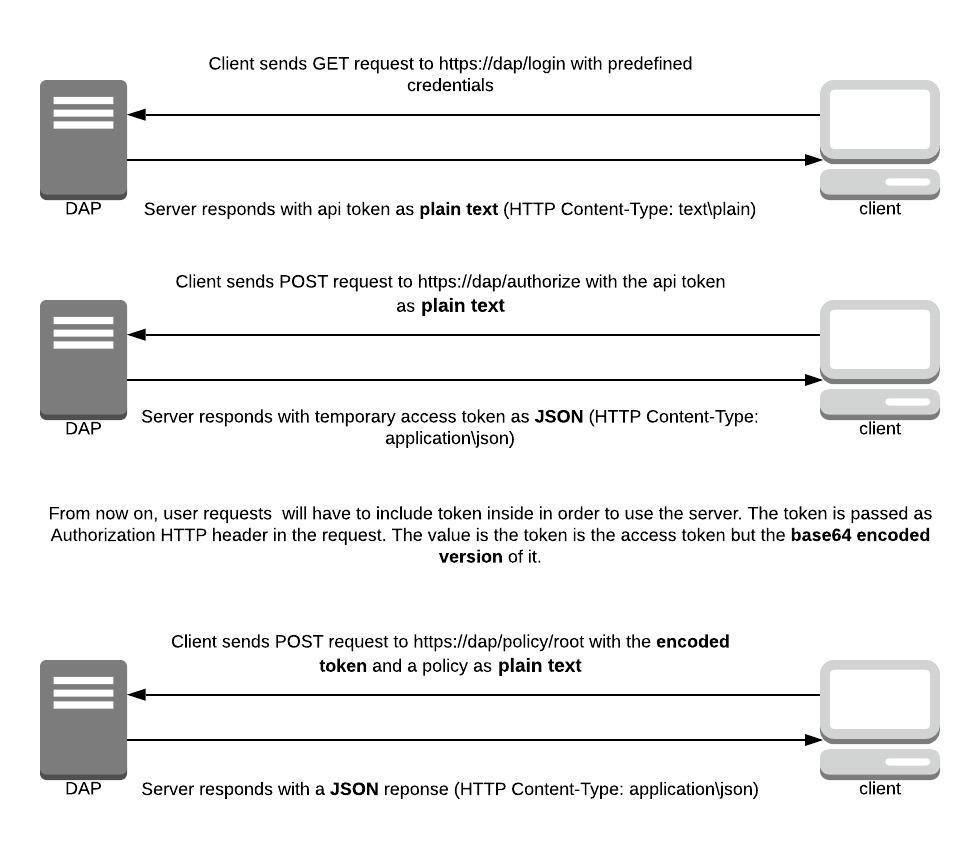 Client sends GET request to https://dap/login with predefined
credentials
DAP
client
Server responds with api token as plain text (HTTP Content-Type: text\plain)
Client sends POST request to https://dap/authorize with the api token
as plain text
DAP
client
Server responds with temporary access token as JSON (HTTP Content-Type:
application\json)
From now on, user requests  will have to include token inside in order to use the server. The token is passed as
Authorization HTTP header in the request. The value is the token is the access token but the base64 encoded
version of it.
Client sends POST request to https://dap/policy/root with the encoded
token and a policy as plain text
DAP
client
Server responds with a JSON reponse (HTTP Content-Type: application\json)